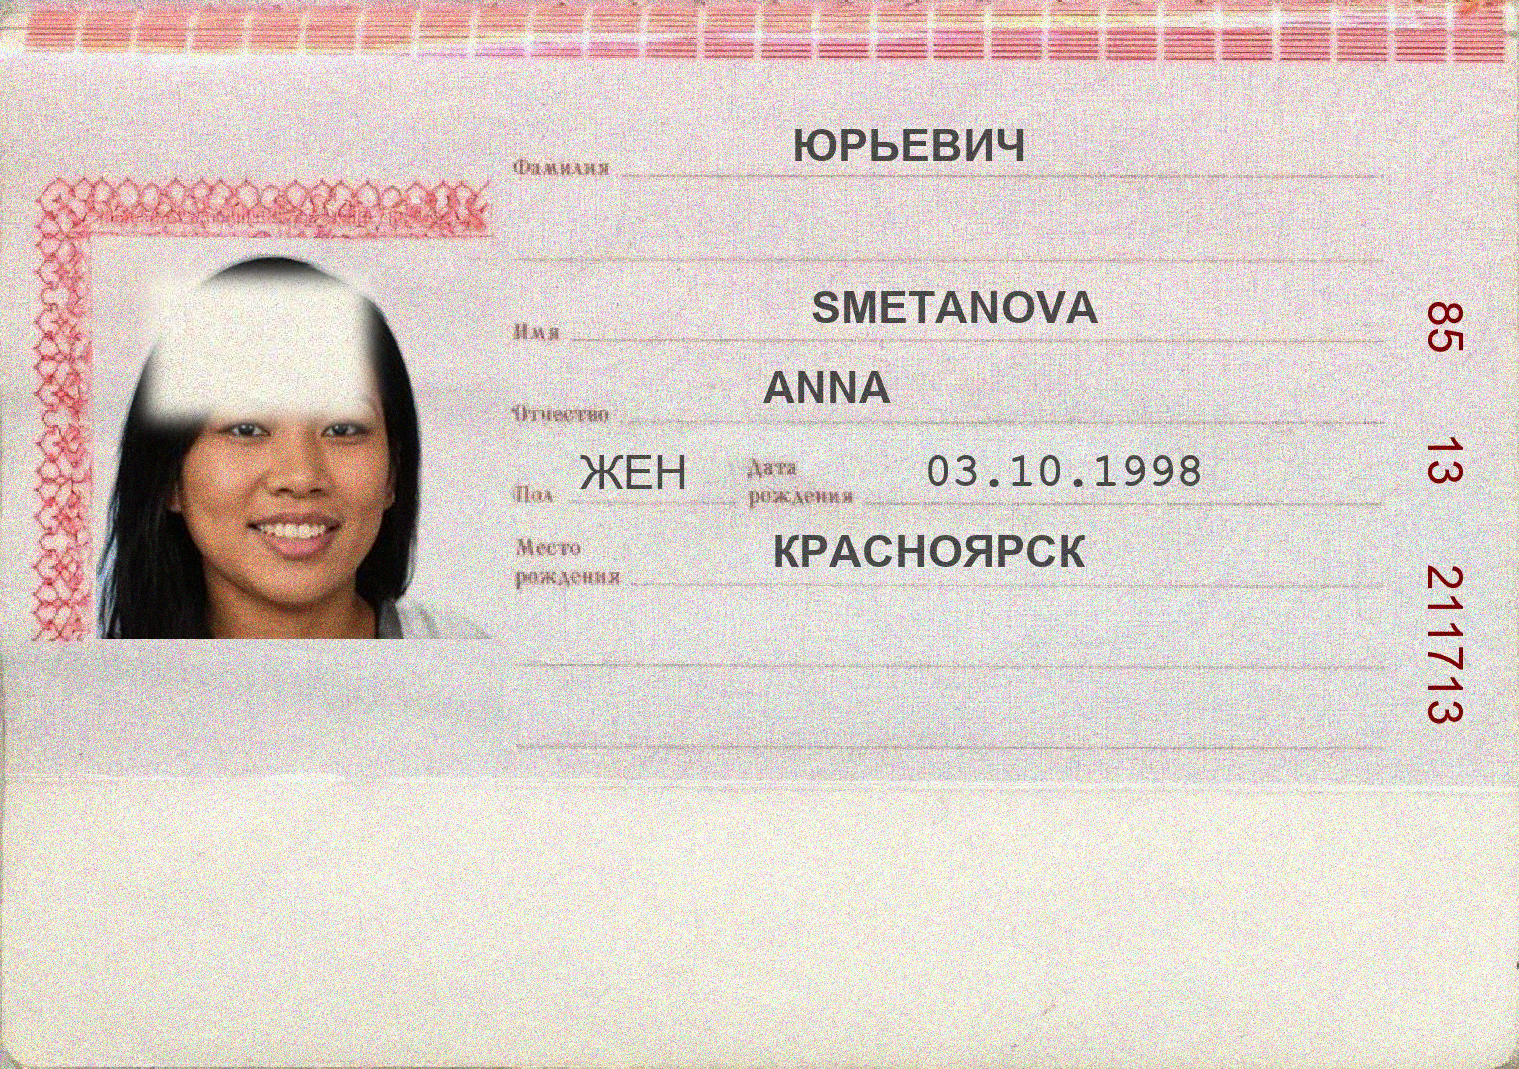 Фамилия ЮРЬЕВИЧ
Имя SMETANOVA
Отчество ANNA
Пол ЖЕН Дата рождения 03.10.1998
Место рождения КРАСНОЯРСК
85 13 211713